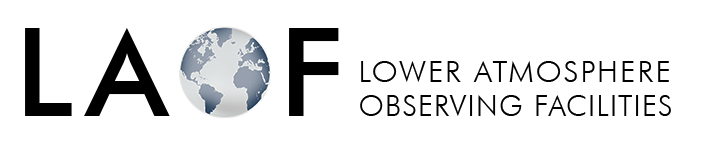 LAOF LOWER ATMOSPHERE
OBSERVING FACILITIES